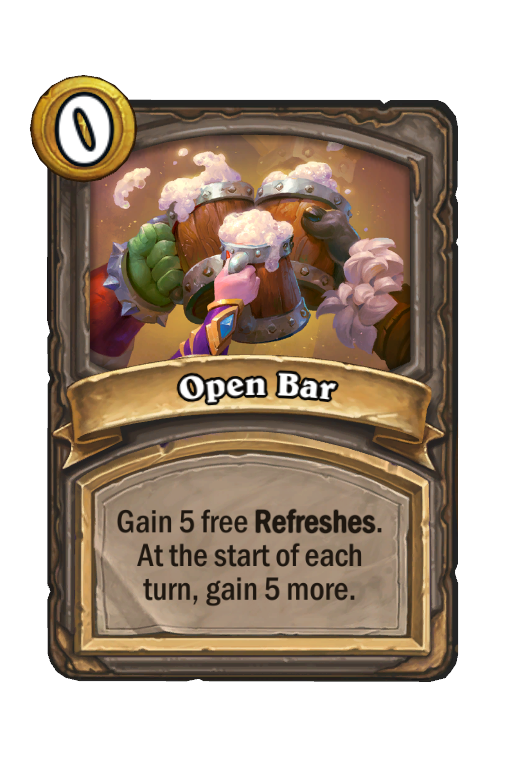 0
Open Bar
Gain 5 free Refreshes.
At the start of each
turn, gain 5 more.